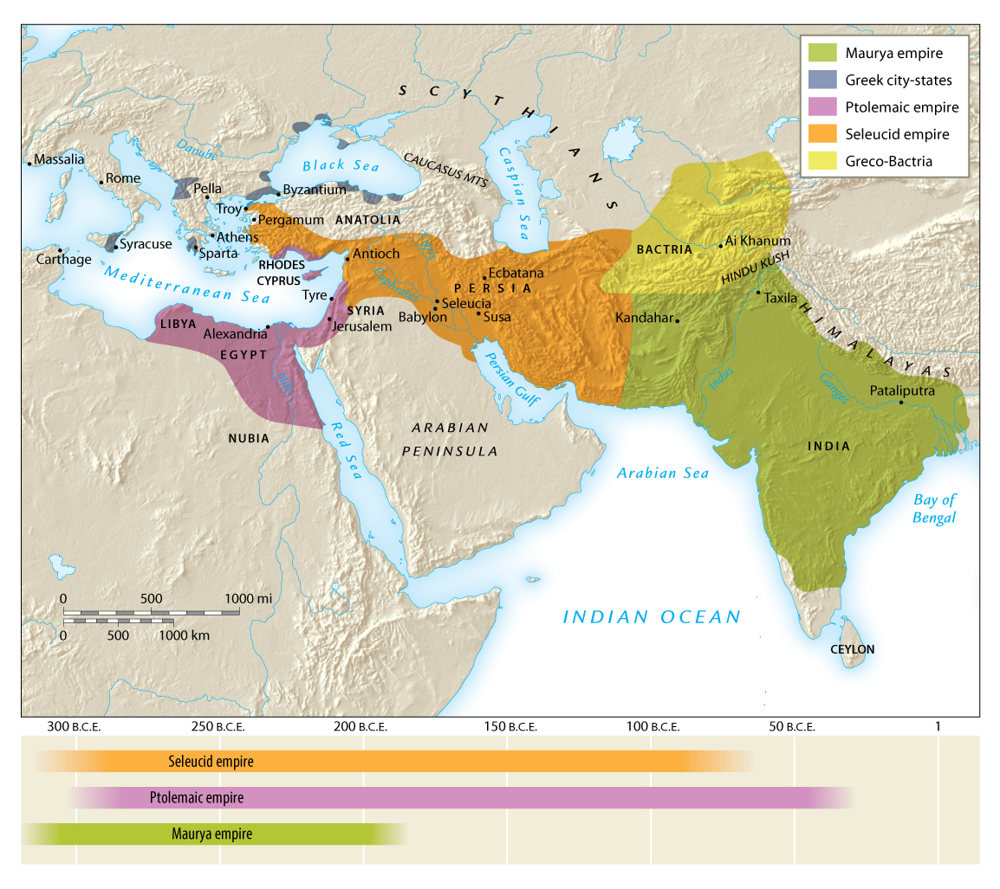 Maurya empire
Greek city-states
Ptolemaic empire
Seleucid empire
Greco-Bactria
SCYTHIANS
Danube
Black Sea
CAUCASUS MTS
Caspian Sea
Massalia
Rome
Pella
Byzantium
Troy
Pergamum
ANATOLIA
Athens
Syracuse
Sparta
Carthage
Mediterranean Sea
RHODES
CYPRUS
Antioch
Tigris
Euphrates
Ecbatana
PERSIA
Seleucia
Babylon
Susa
Tyre
SYRIA
Jerusalem
LIBYA
Alexandria
EGYPT
Nile
NUBIA
Red Sea
Persian Gulf
ARABIAN
PENINSULA
BACTRIA
Ai Khanum
HINDU KUSH
Kandahar
Taxila
HIMALAYAS
Indus
Ganges
Pataliputra
INDIA
Arabian Sea
Bay of
Bengal
INDIAN OCEAN
CEYLON
0 500 1000 mi
0 500 1000 km
300 B.C.E. 250 B.C.E. 200 B.C.E. 150 B.C.E. 100 B.C.E. 50 B.C.E. 1
Seleucid empire
Ptolemaic empire
Maurya empire